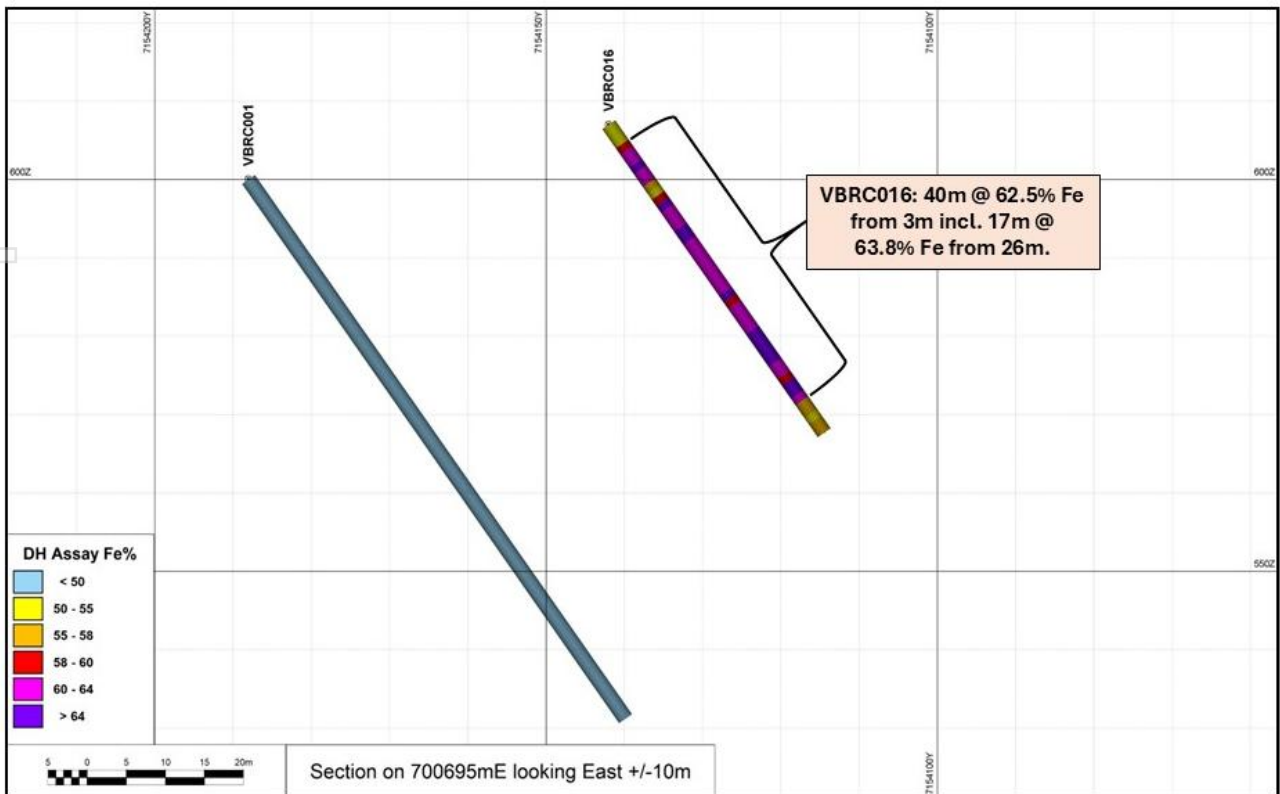 7154200Y
7154150Y
7154100Y
VBRC001
VBRC016
600Z
600Z
VBRC016: 40m @ 62.5% Fe
from 3m incl. 17m @
63.8% Fe from 26m.
550Z
DH Assay Fe%
< 50
50 - 55
55 - 58
58 - 60
60 - 64
> 64
5 0 5 10 15 20m
Section on 700695mE looking East +/-10m
7154100Y